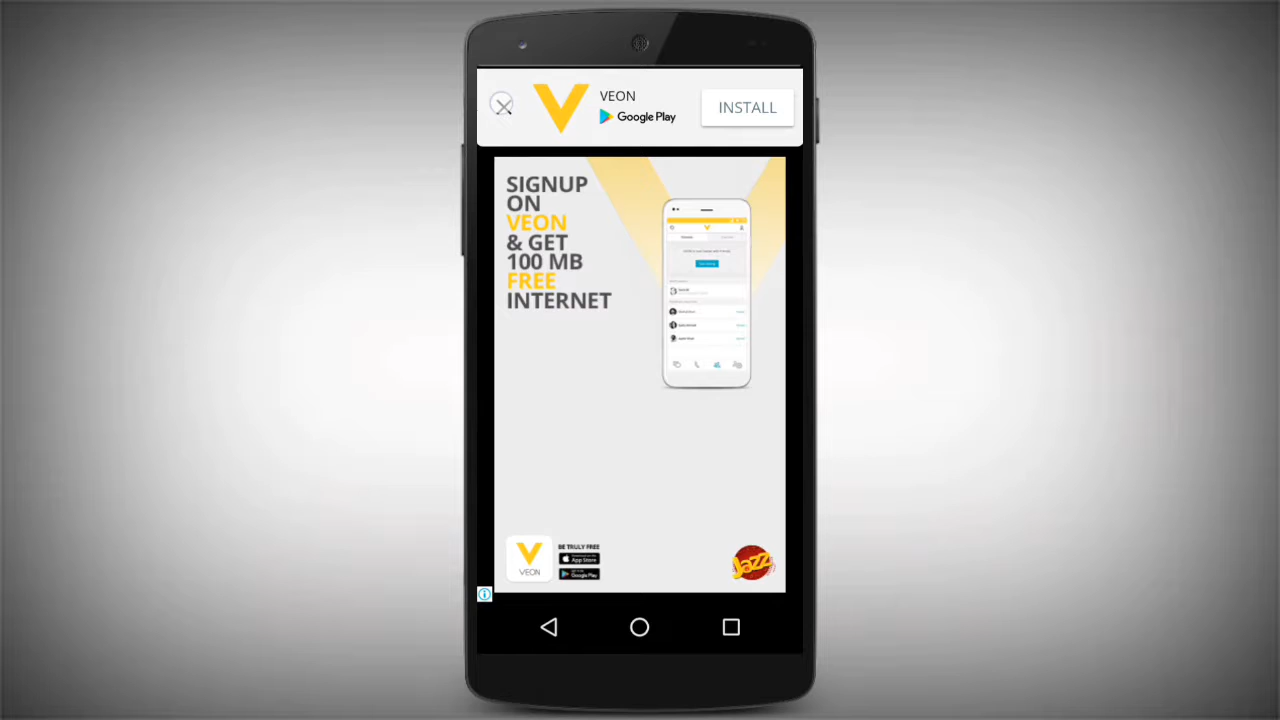 VEON
Google Play
INSTALL
SIGNUP
ON
VEON
& GET
100 MB
FREE
INTERNET
VEON
BE TRULY FREE
App Store
Google Play
Jazz